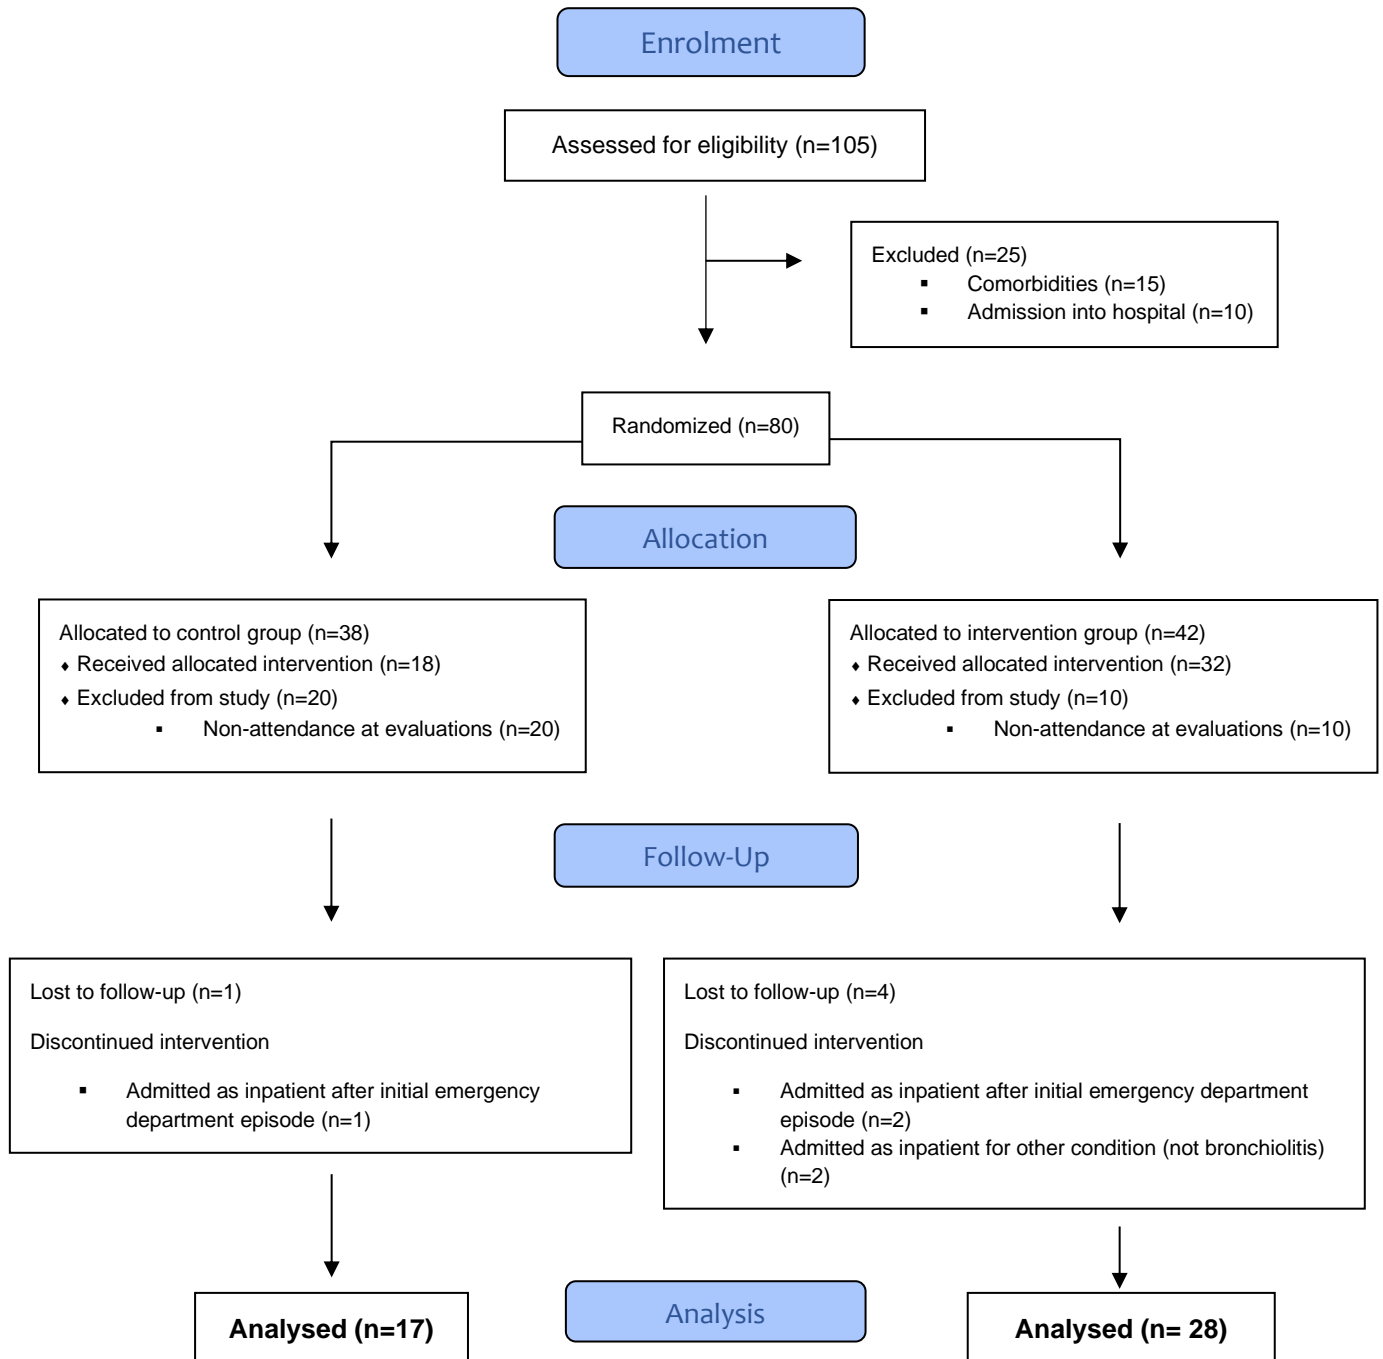 Enrolment
Assessed for eligibility (n=105)
Excluded (n=25)
▪ Comorbidities (n=15)
▪ Admission into hospital (n=10)
Randomized (n=80)
Allocation
Allocated to control group (n=38)
♦ Received allocated intervention (n=18)
♦ Excluded from study (n=20)
▪ Non-attendance at evaluations (n=20)
Allocated to intervention group (n=42)
♦ Received allocated intervention (n=32)
♦ Excluded from study (n=10)
▪ Non-attendance at evaluations (n=10)
Follow-Up
Lost to follow-up (n=1)
Discontinued intervention
▪ Admitted as inpatient after initial emergency
department episode (n=1)
Lost to follow-up (n=4)
Discontinued intervention
▪ Admitted as inpatient after initial emergency department
episode (n=2)
▪ Admitted as inpatient for other condition (not bronchiolitis)
(n=2)
Analysis
Analysed (n=17)
Analysed (n= 28)